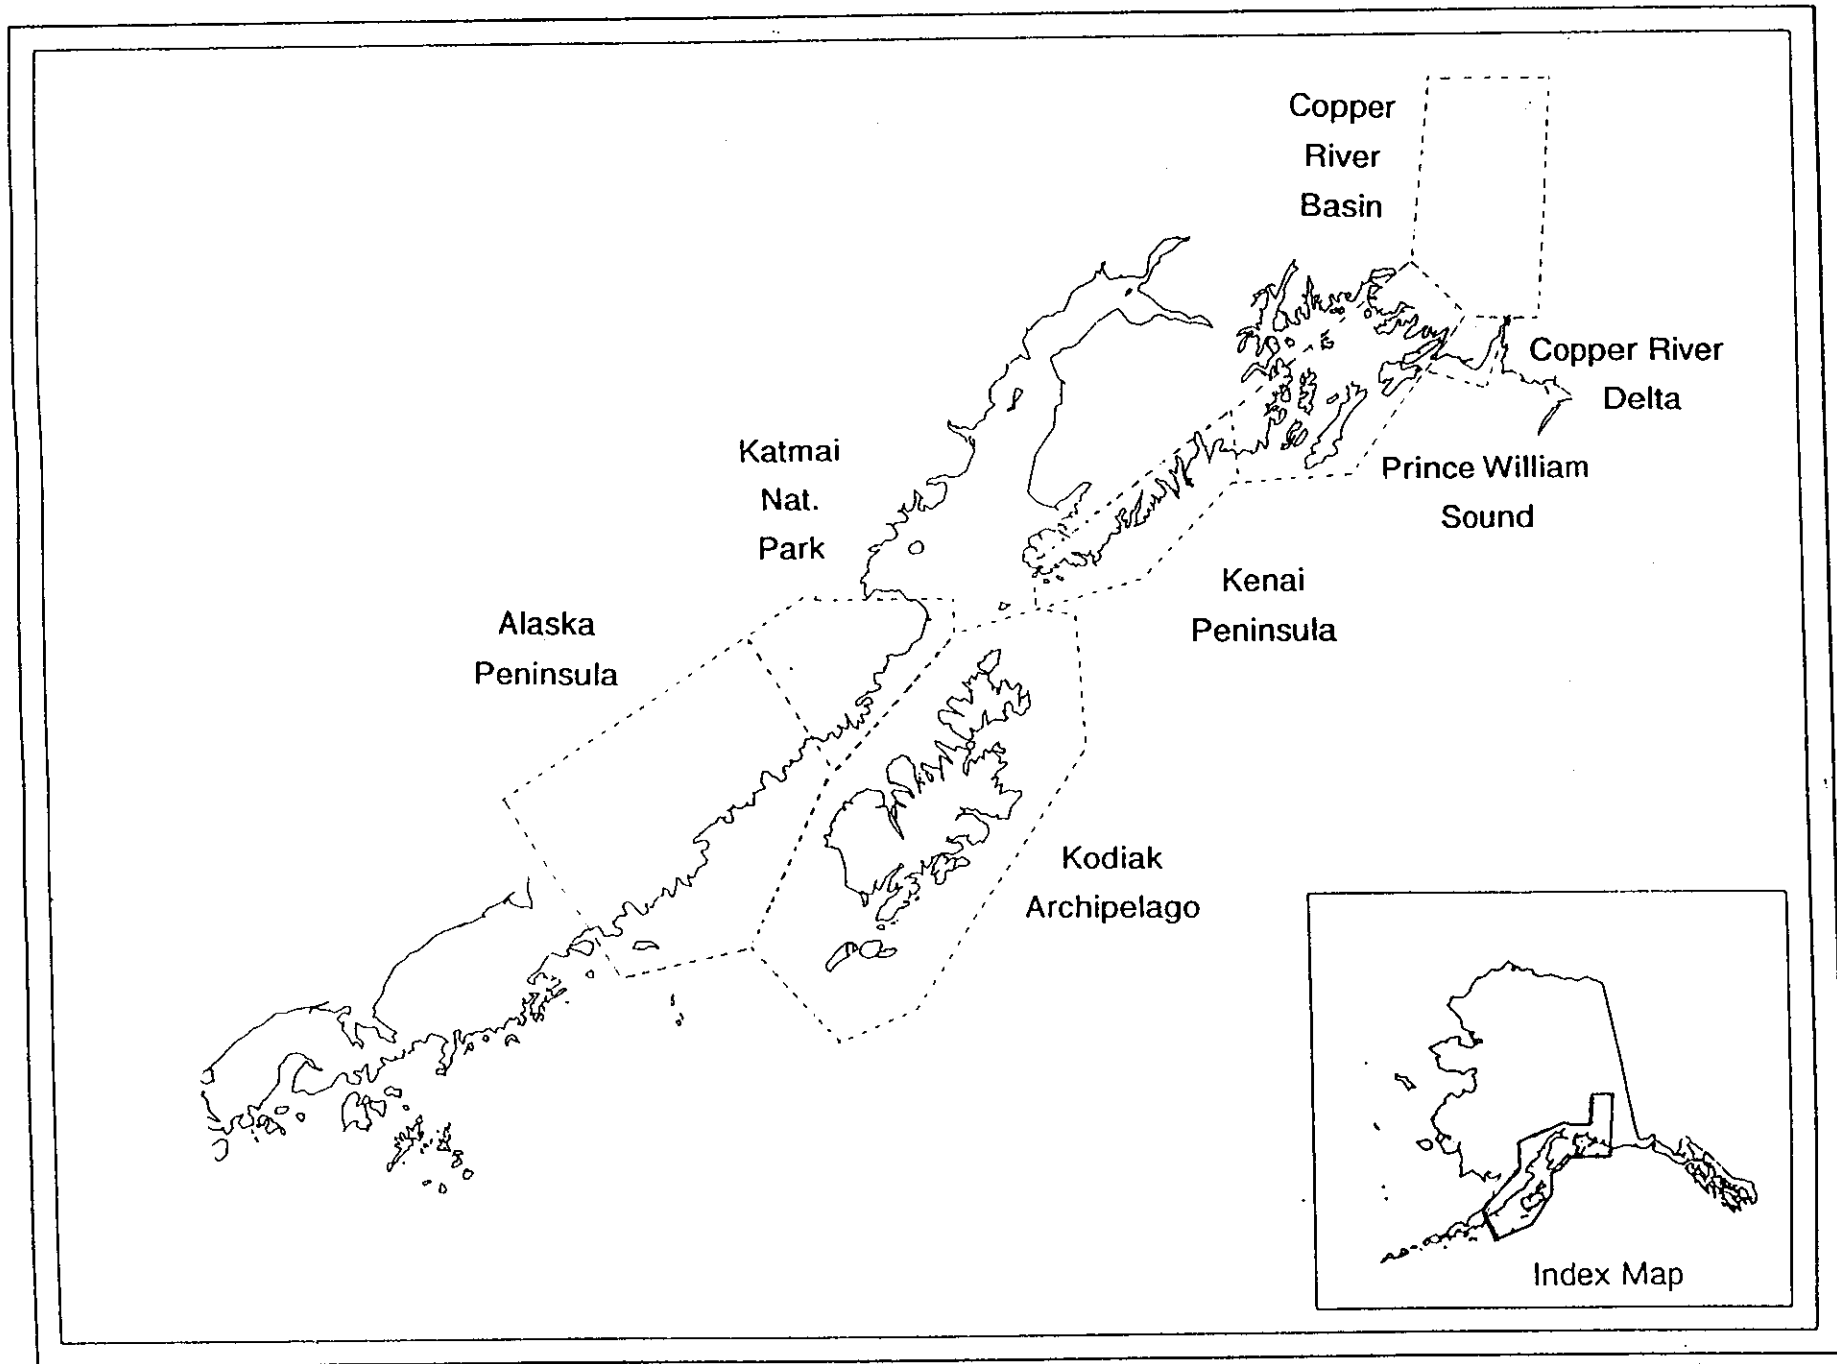 Copper
River
Basin
Copper River
Delta
Katmai
Nat.
Park
Prince William
Sound
Kenai
Peninsula
Alaska
Peninsula
Kodiak
Archipelago
Index Map